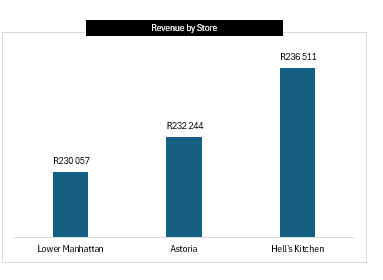 Revenue by Store
R236 511
R232 244
R230 057
Lower Manhattan
Astoria
Hell's Kitchen